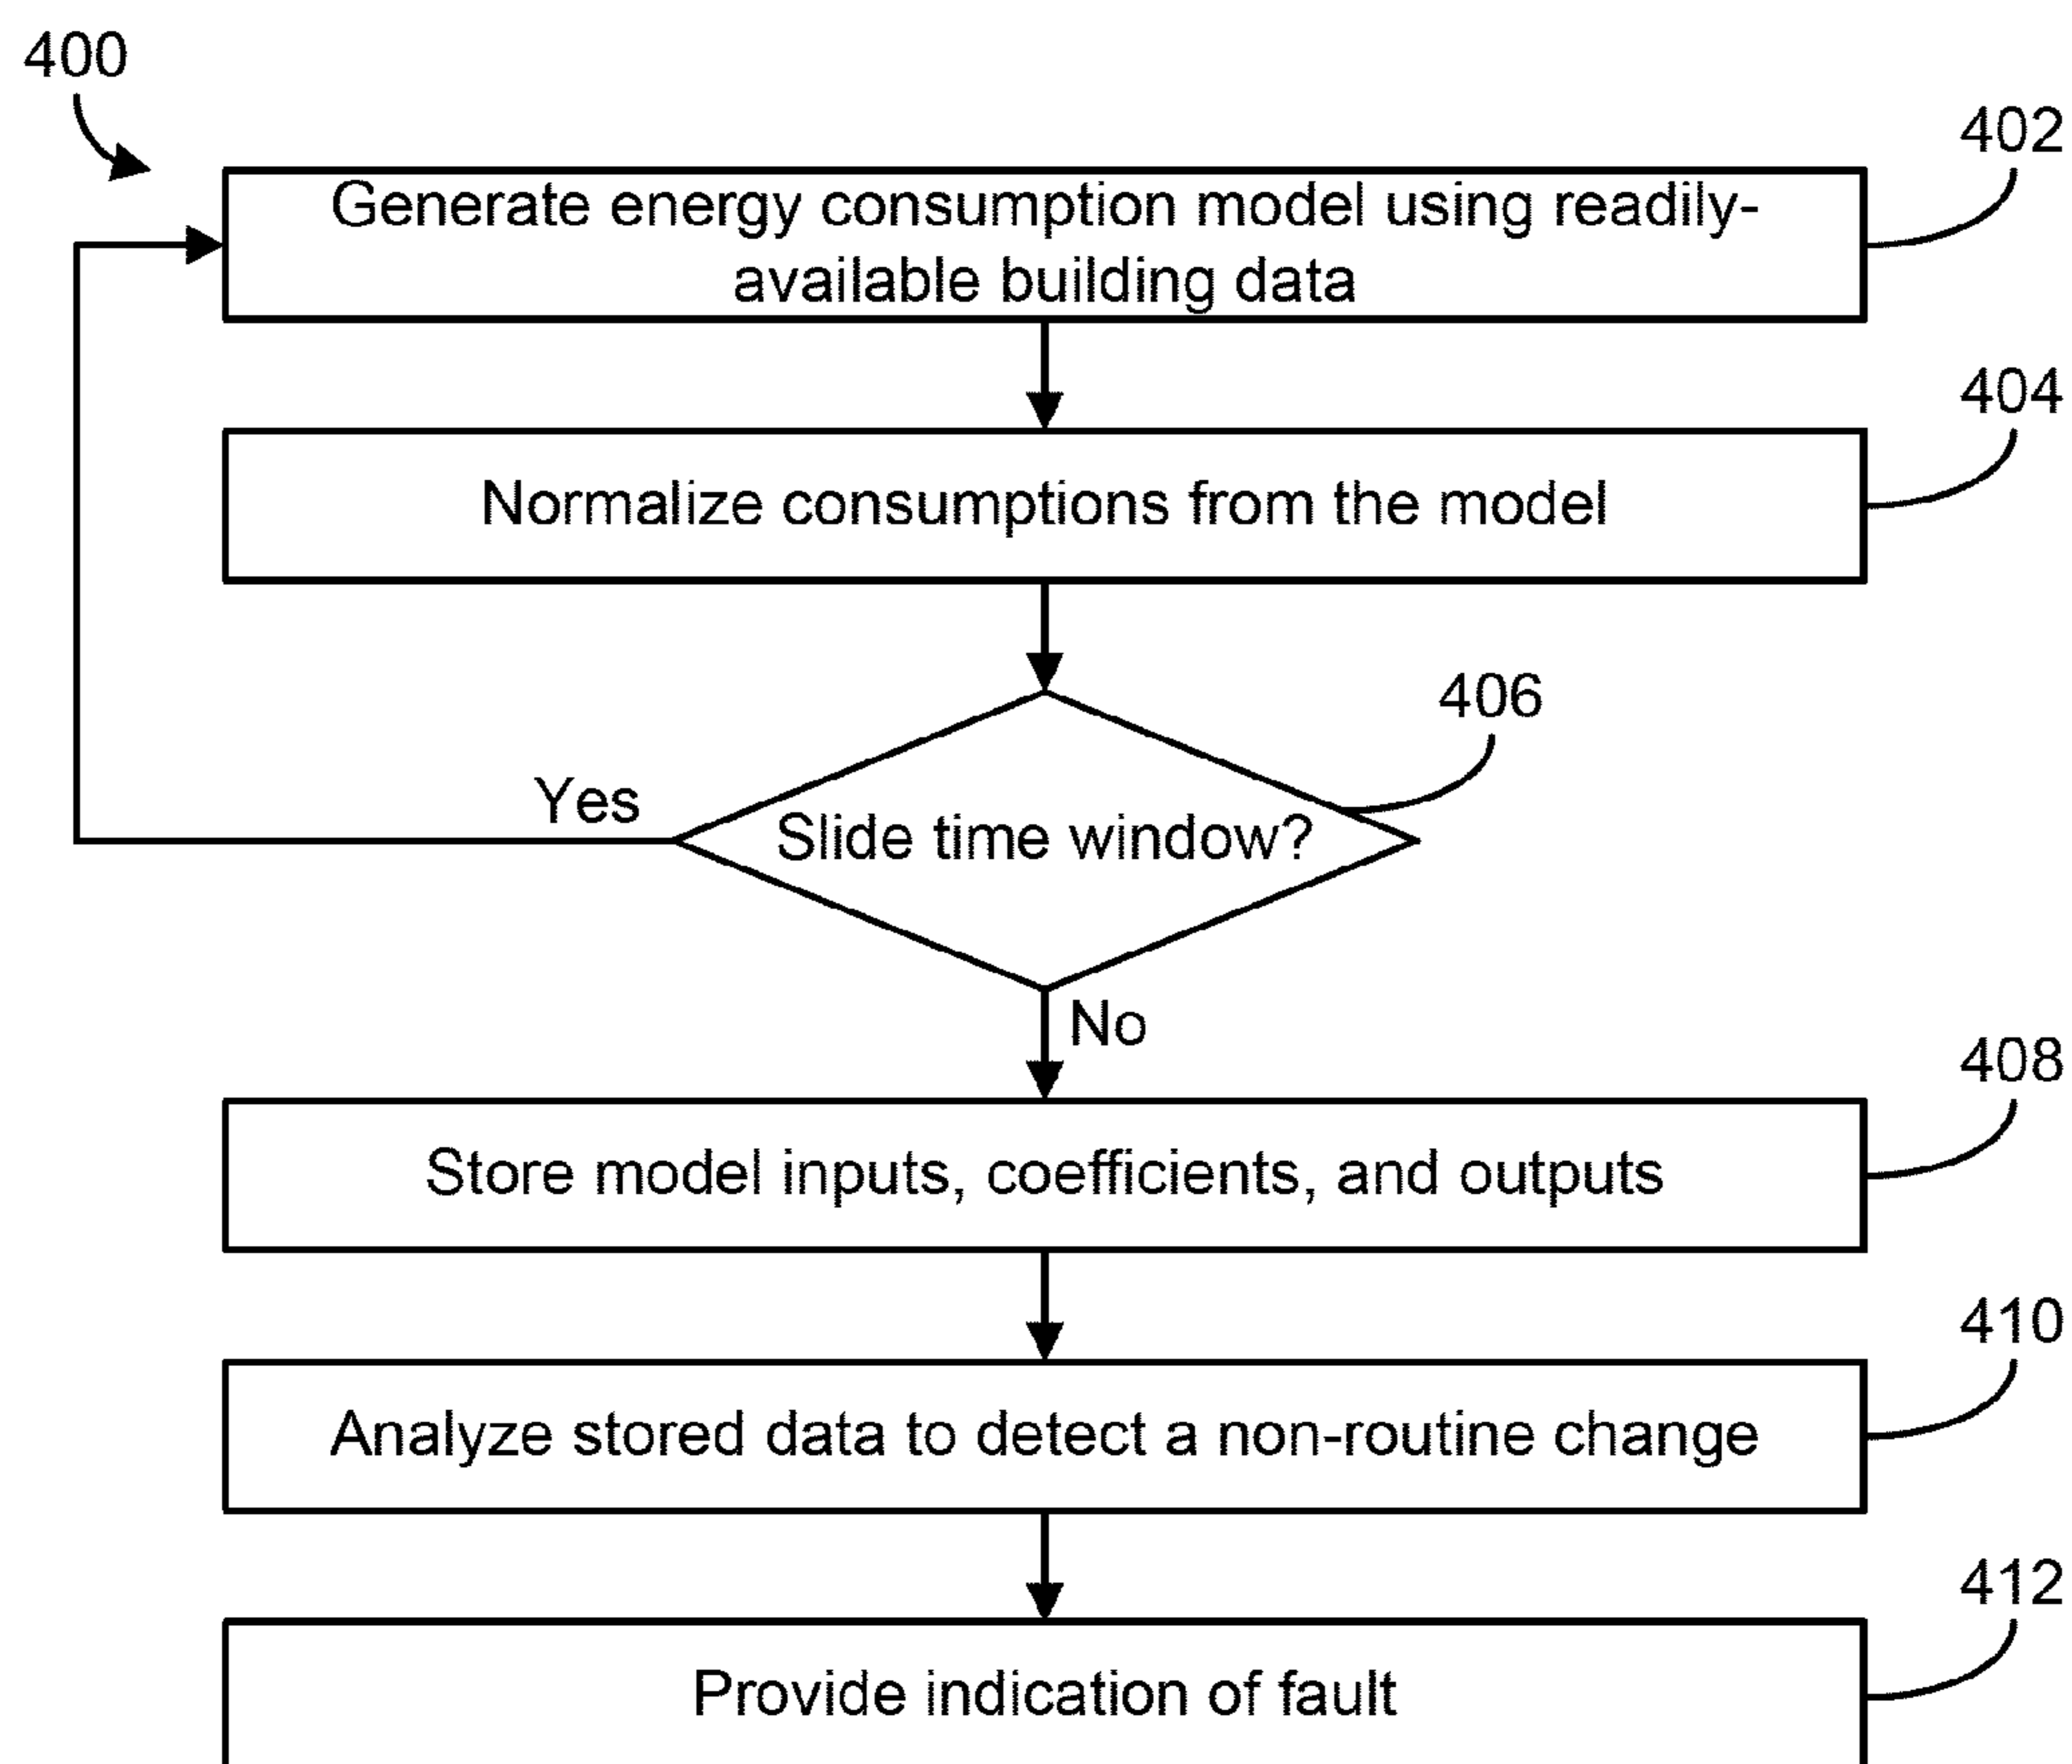 400
402
Generate energy consumption model using readily-
available building data
404
Normalize consumptions from the model
406
Yes
Slide time window?
No
408
Store model inputs, coefficients, and outputs
410
Analyze stored data to detect a non-routine change
412
Provide indication of fault